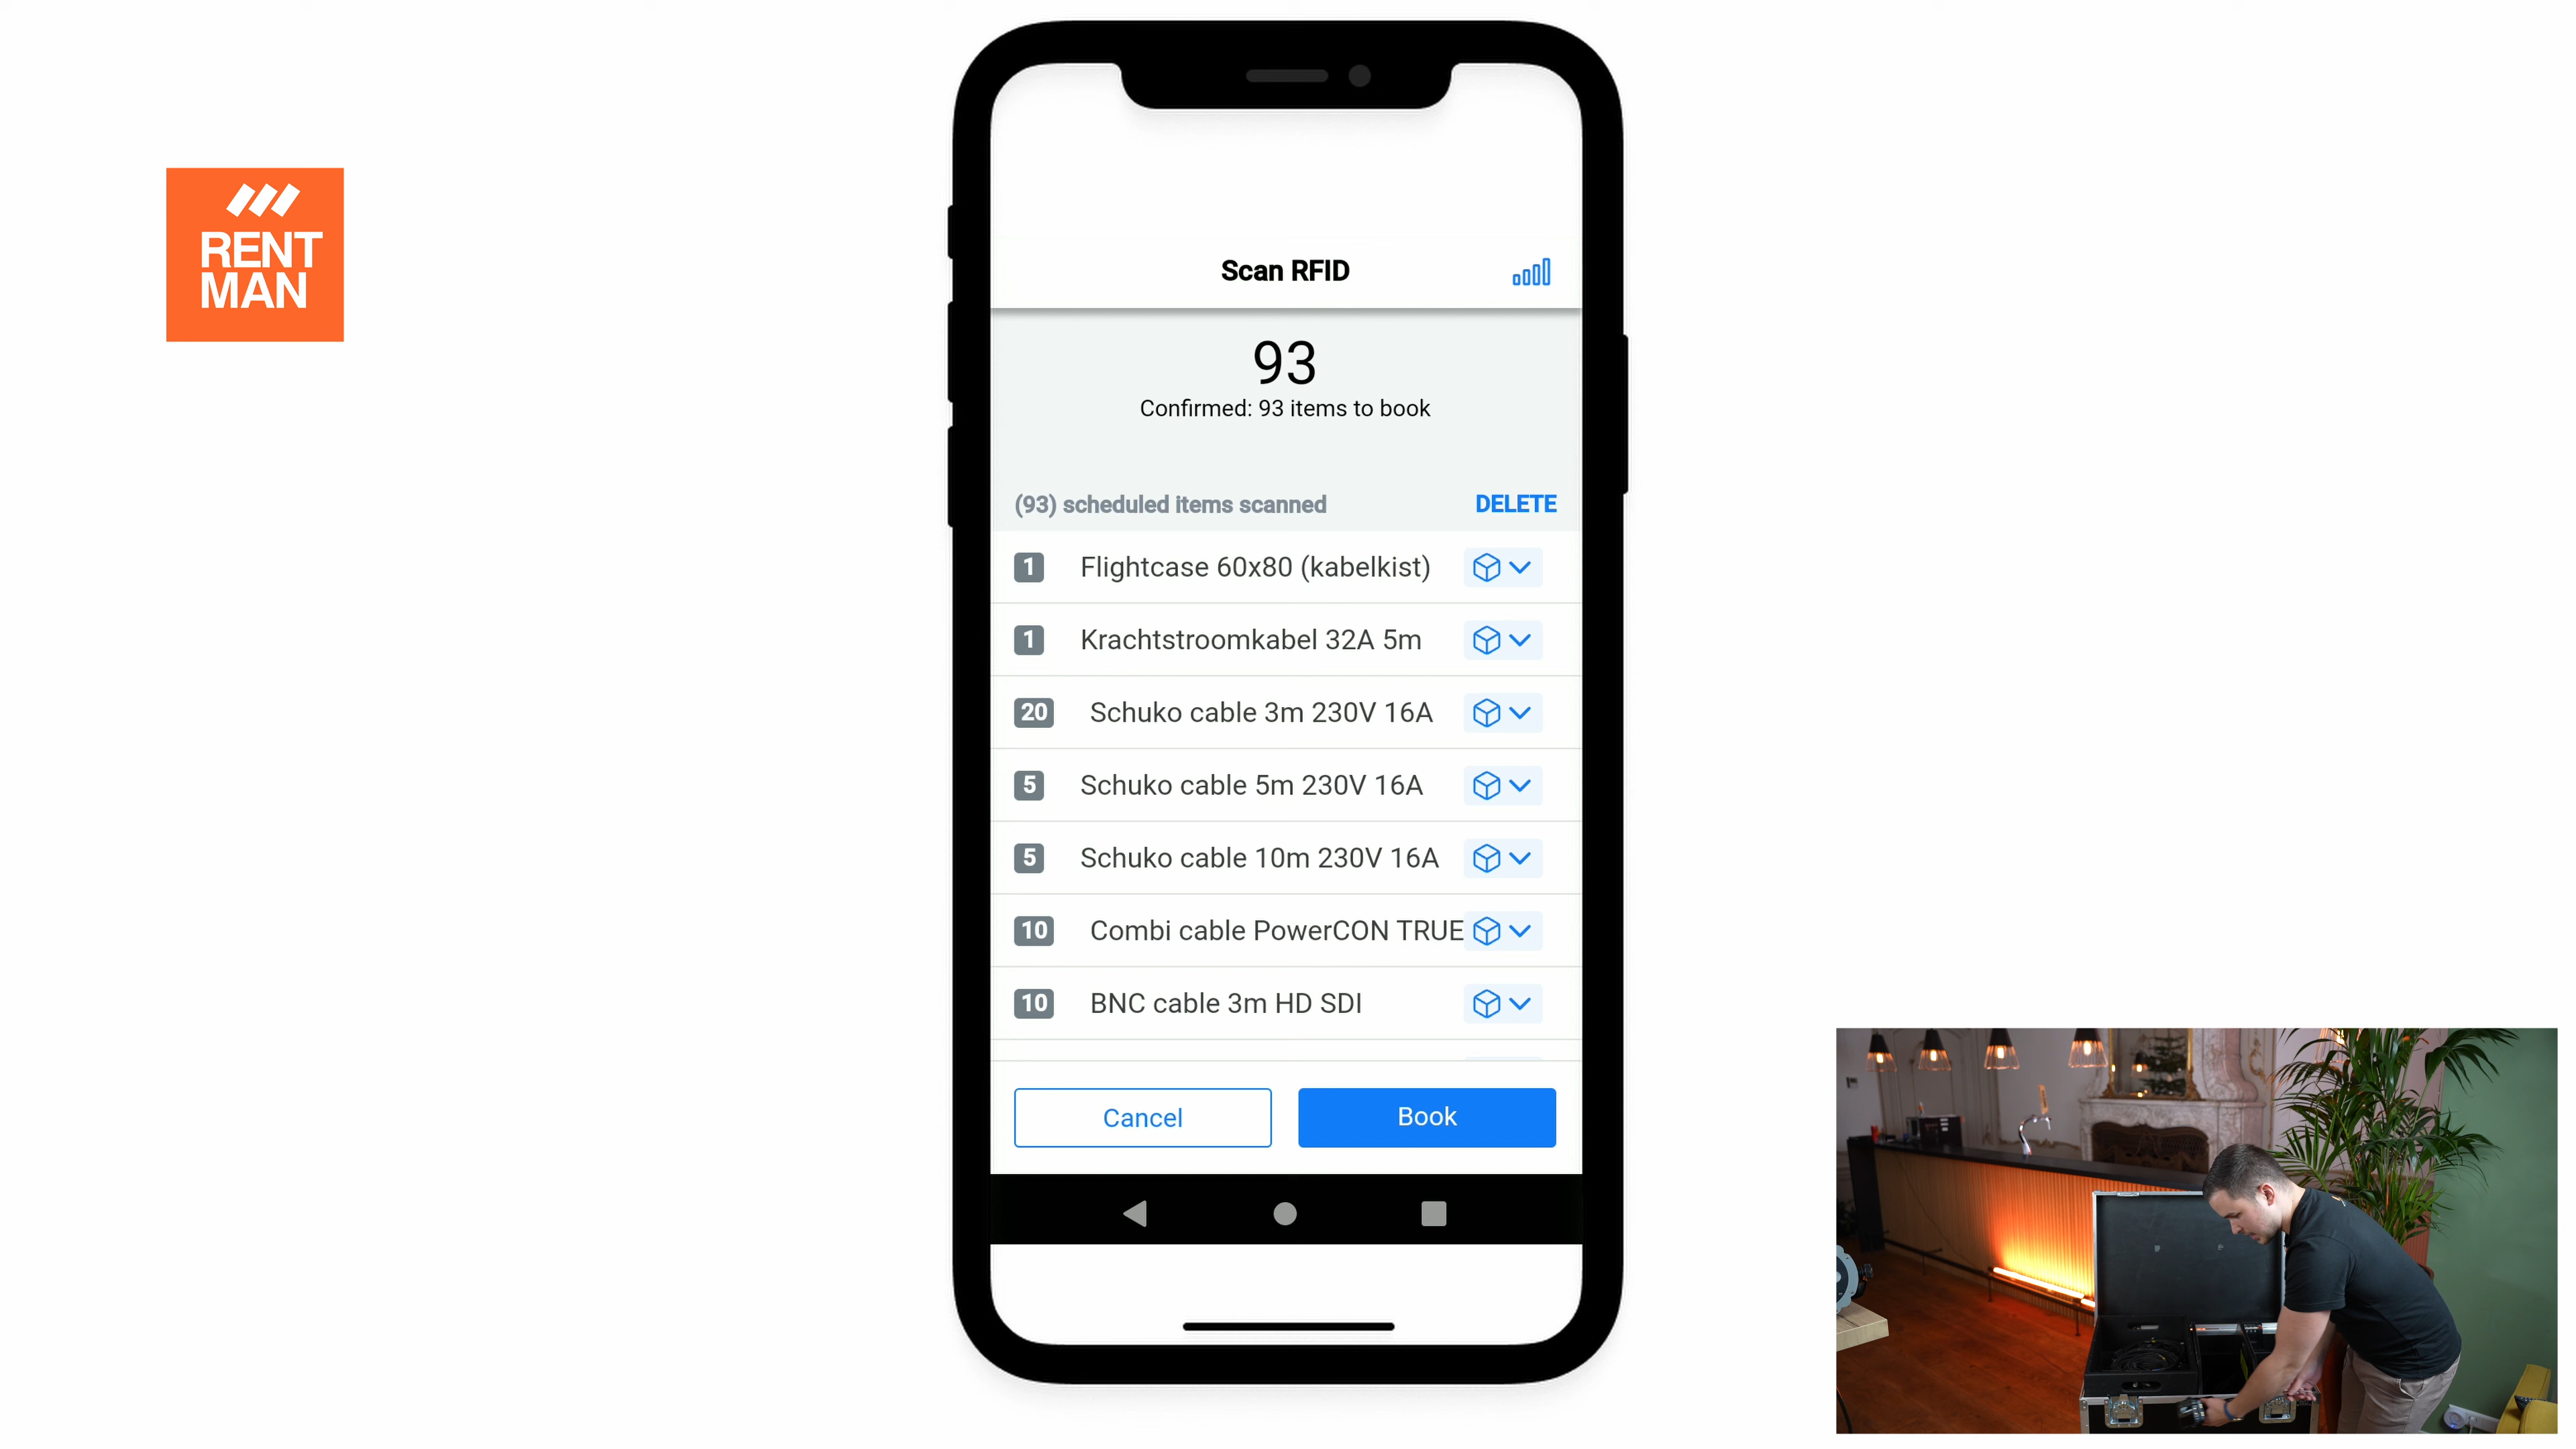 RENT
MAN
Scan RFID
93
Confirmed: 93 items to book
(93) scheduled items scanned DELETE
1 Flightcase 60x80 (kabelkist)
1 Krachtstroomkabel 32A 5m
20 Schuko cable 3m 230V 16A
5 Schuko cable 5m 230V 16A
5 Schuko cable 10m 230V 16A
10 Combi cable PowerCON TRUE
10 BNC cable 3m HD SDI
Cancel Book